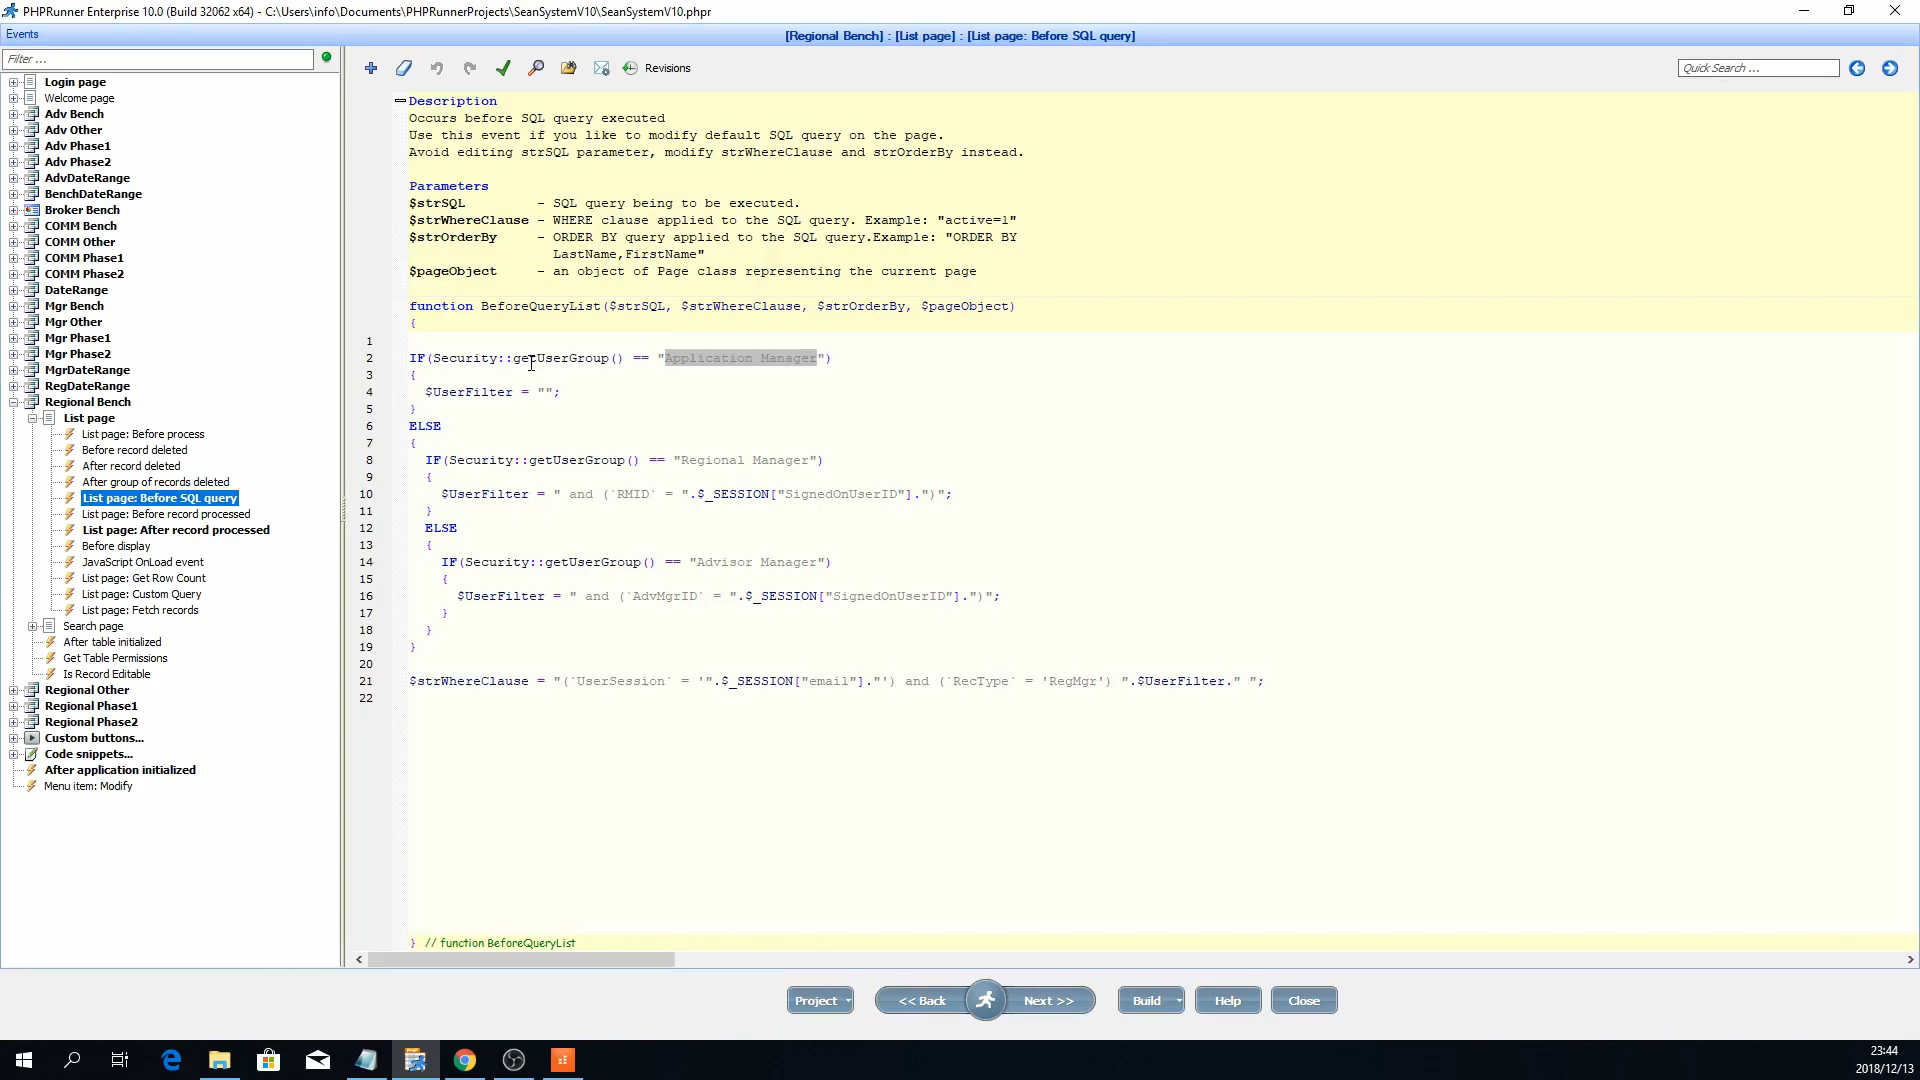 PHPRunner Enterprise 10.0 (Build 32062 x64) - C:\Users\info\Documents\PHPRunnerProjects\SeanSystemV10\SeanSystemV10.phpr
Events
[Regional Bench] : [List page] : [List page: Before SQL query]
Filter ...
Revisions
Quick Search ...
Login page
Welcome page
Adv Bench
Adv Other
Adv Phase1
Adv Phase2
AdvDateRange
BenchDateRange
Broker Bench
COMM Bench
COMM Other
COMM Phase1
COMM Phase2
DateRange
Mgr Bench
Mgr Other
Mgr Phase1
Mgr Phase2
MgrDateRange
RegDateRange
Regional Bench
List page
List page: Before process
Before record deleted
After record deleted
After group of records deleted
List page: Before SQL query
List page: Before record processed
List page: After record processed
Before display
JavaScript OnLoad event
List page: Get Row Count
List page: Custom Query
List page: Fetch records
Search page
After table initialized
Get Table Permissions
Is Record Editable
Regional Other
Regional Phase1
Regional Phase2
Custom buttons...
Code snippets...
After application initialized
Menu item: Modify
Description
Occurs before SQL query executed
Use this event if you like to modify default SQL query on the page.
Avoid editing strSQL parameter, modify strWhereClause and strOrderBy instead.
Parameters
$strSQL - SQL query being to be executed.
$strWhereClause - WHERE clause applied to the SQL query. Example: "active=1"
$strOrderBy - ORDER BY query applied to the SQL query.Example: "ORDER BY
LastName,FirstName"
$pageObject - an object of Page class representing the current page
function BeforeQueryList($strSQL, $strWhereClause, $strOrderBy, $pageObject)
{
1
2 IF(Security::getUserGroup() == "Application Manager")
3 {
4 $UserFilter = "";
5 }
6 ELSE
7 {
8 IF(Security::getUserGroup() == "Regional Manager")
9 {
10 $UserFilter = " and (`RMID` = ".$_SESSION["SignedOnUserID"].")";
11 }
12 ELSE
13 {
14 IF(Security::getUserGroup() == "Advisor Manager")
15 {
16 $UserFilter = " and (`AdvMgrID` = ".$_SESSION["SignedOnUserID"].")";
17 }
18 }
19 }
20
21 $strWhereClause = "(`UserSession` = '".$_SESSION["email"]."') and (`RecType` = 'RegMgr') ".$UserFilter." ";
22
} // function BeforeQueryList
Project
<< Back
Next >>
Build
Help
Close
23:44
2018/12/13